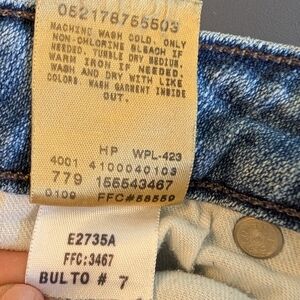 052178755503
MACHINE WASH COLD. ONLY
NON-CHLORINE BLEACH IF
NEEDED. TUMBLE DRY MEDIUM.
WARM IRON IF NEEDED.
WASH AND DRY WITH LIKE
COLORS. WASH GARMENT INSIDE
OUT.
HP WPL-423
4001 4100040103
779 155543467
0109 FFC#58559
E2735A
FFC:3467
BULTO # 7